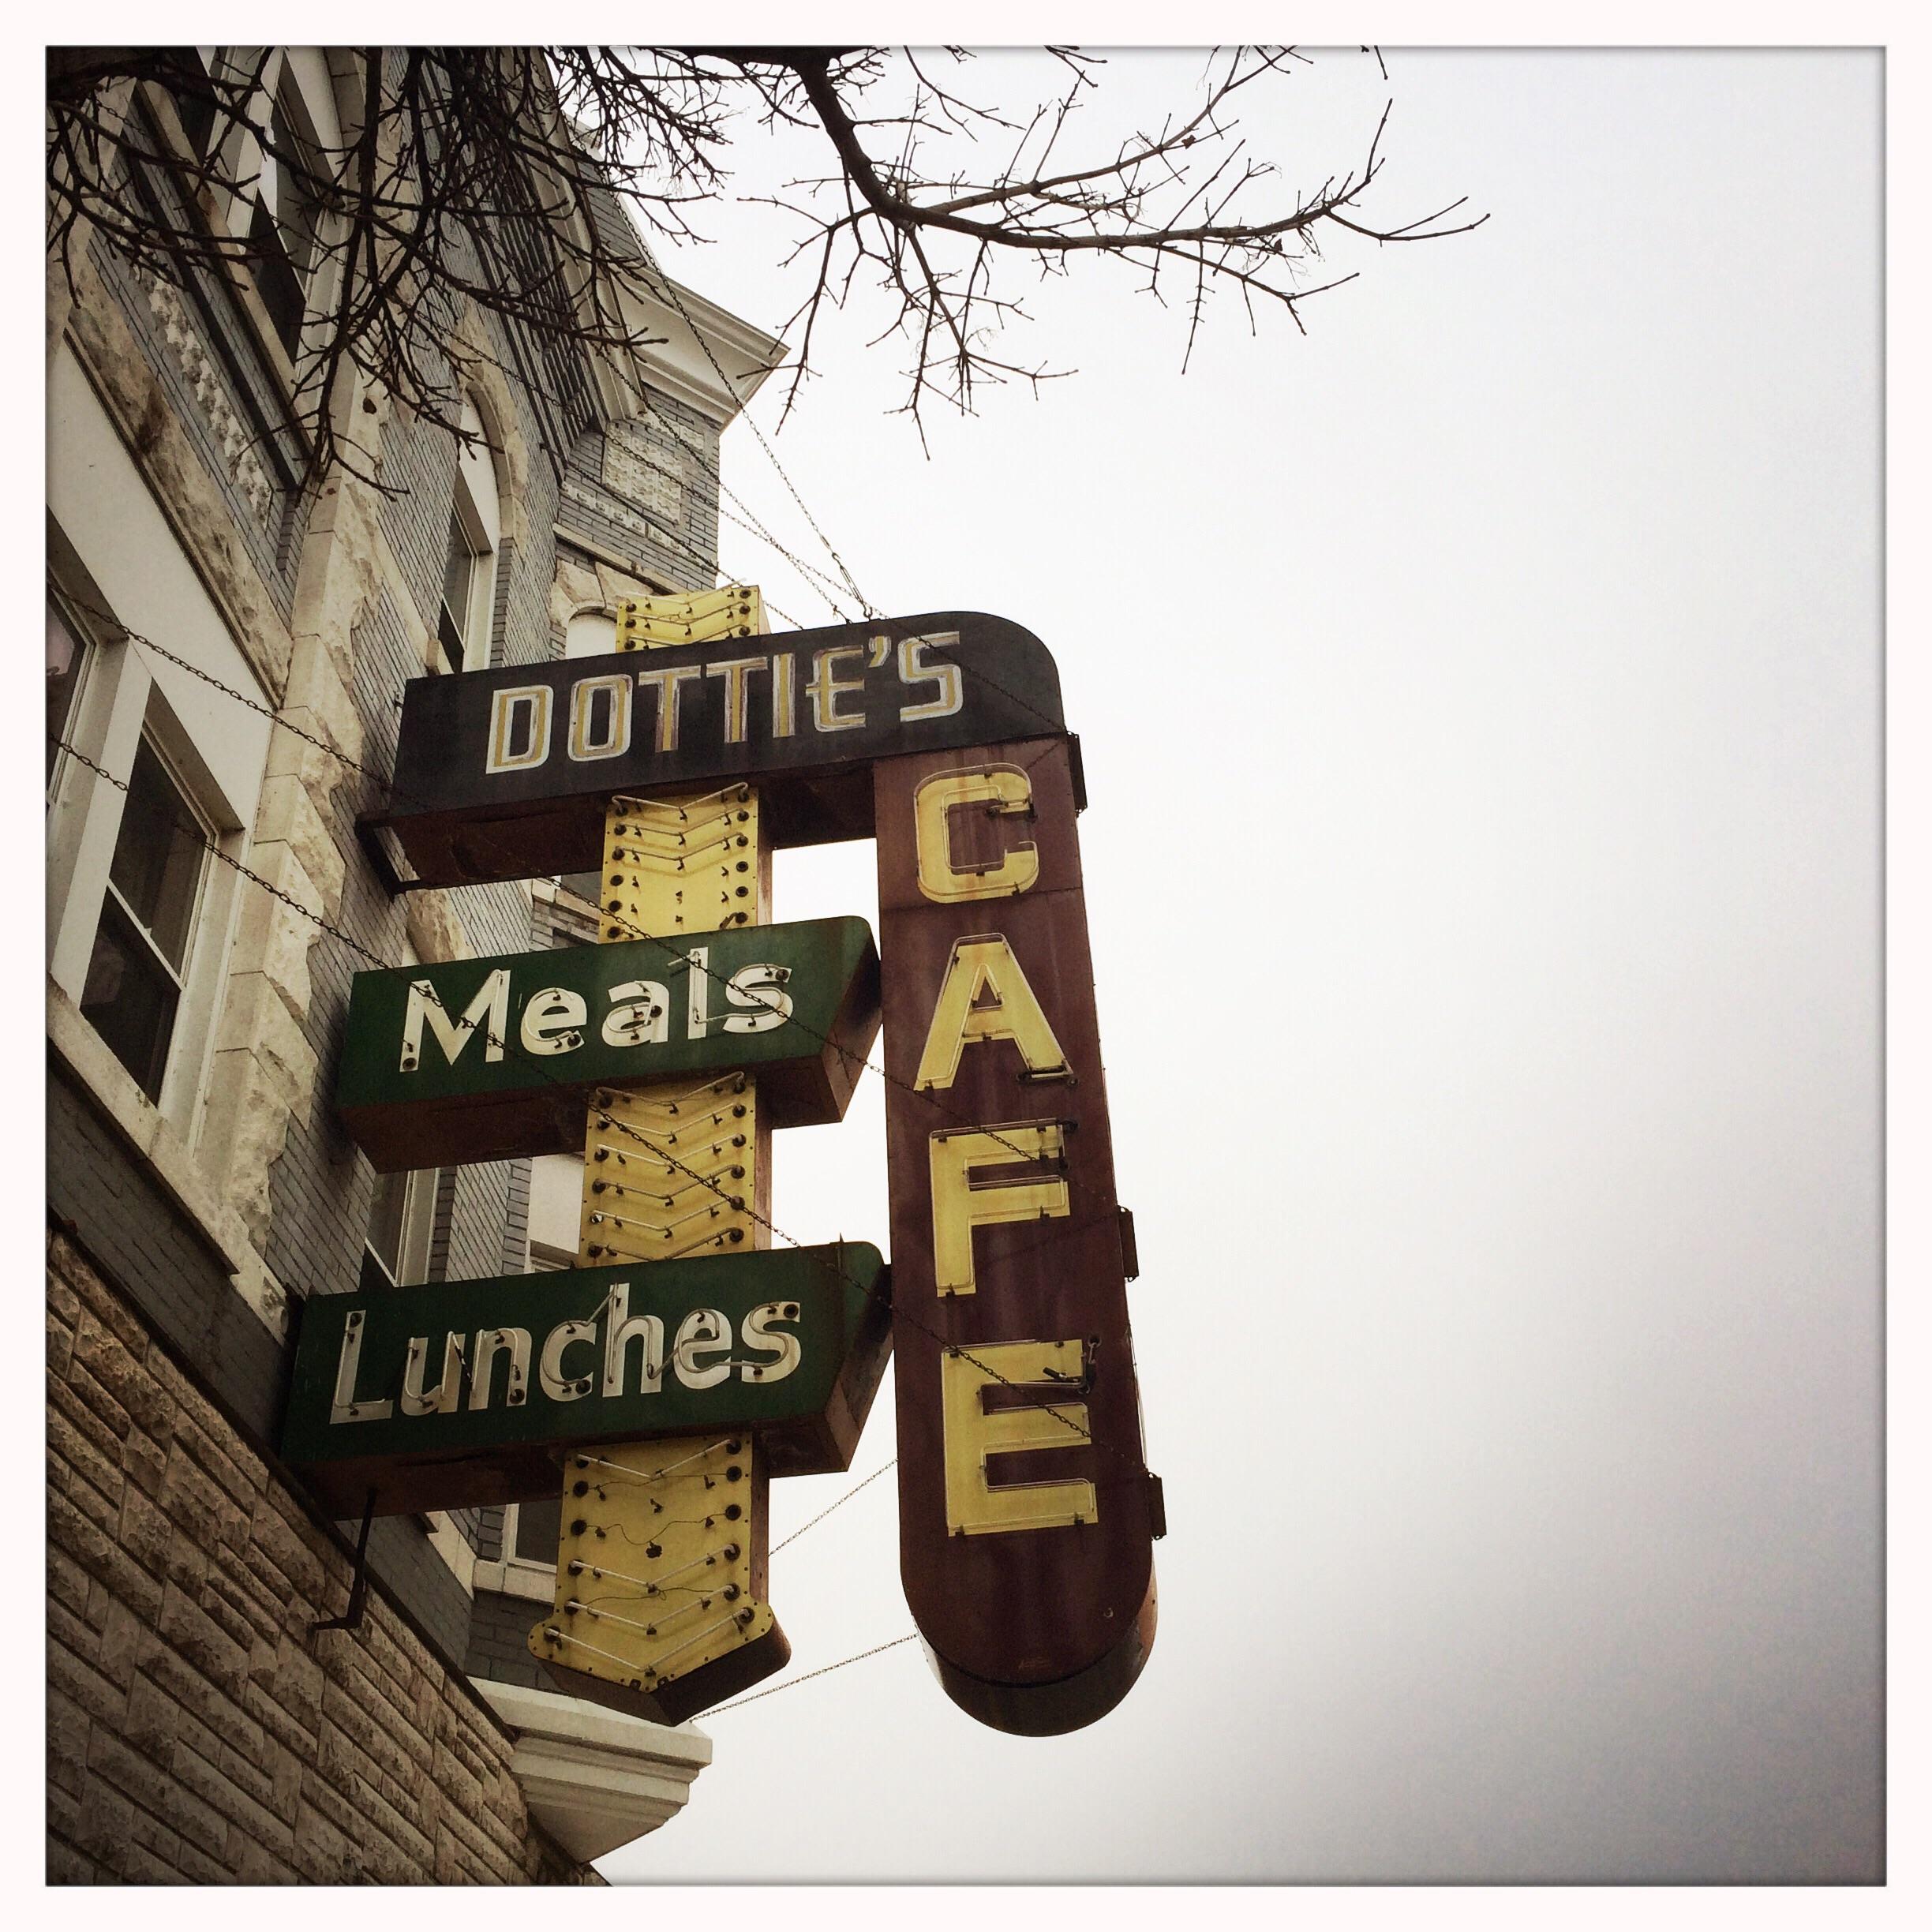 DOTTIE'S
CAFE
Meals
Lunches